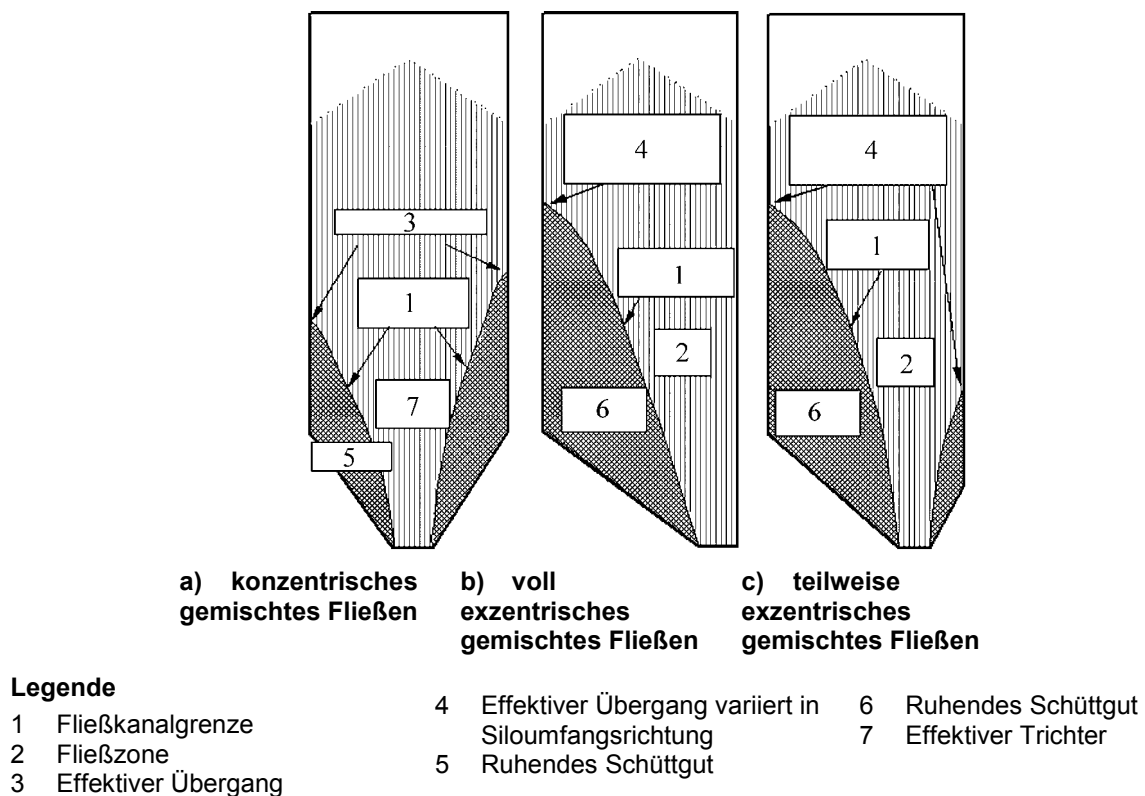 4
4
3
1
1
1
2
2
7
6
6
5
a) konzentrisches gemischtes Fließen
b) voll exzentrisches gemischtes Fließen
c) teilweise exzentrisches gemischtes Fließen
Legende
1 Fließkanalgrenze
2 Fließzone
3 Effektiver Übergang
4 Effektiver Übergang variiert in
Siloumfangsrichtung
5 Ruhendes Schüttgut
6 Ruhendes Schüttgut
7 Effektiver Trichter